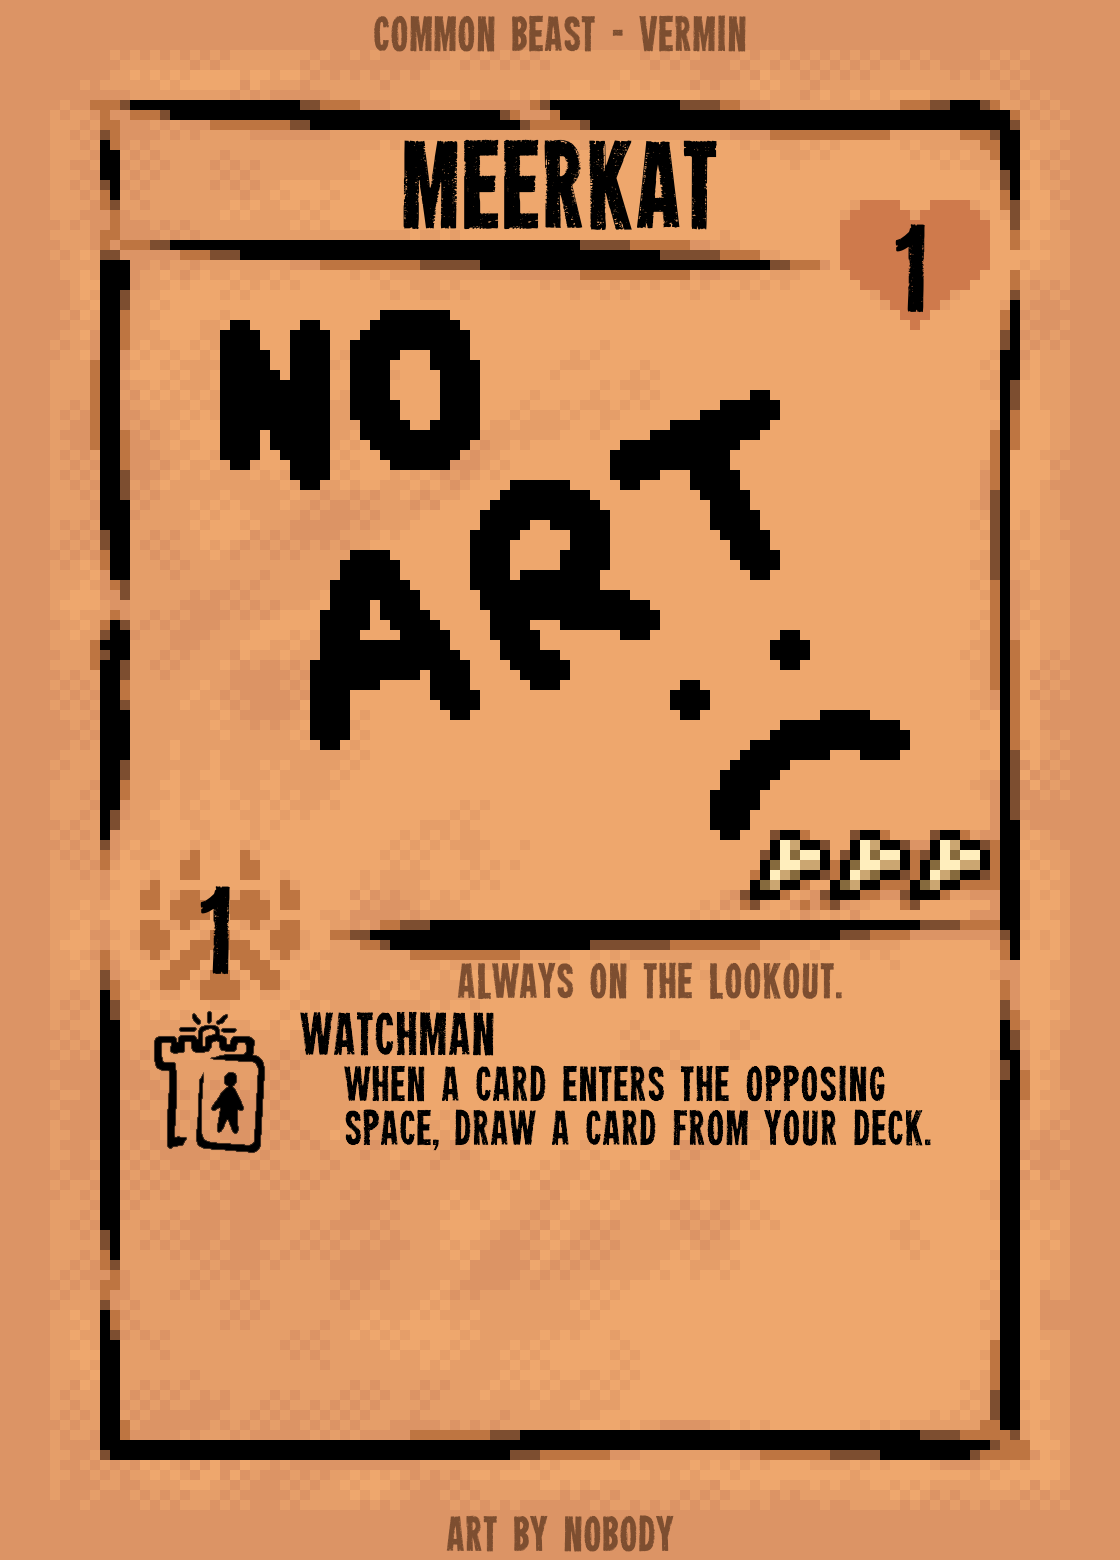 COMMON BEAST - VERMIN
MEERKAT
1
NO
ART
:(
1
ALWAYS ON THE LOOKOUT.
WATCHMAN
WHEN A CARD ENTERS THE OPPOSING
SPACE, DRAW A CARD FROM YOUR DECK.
ART BY NOBODY